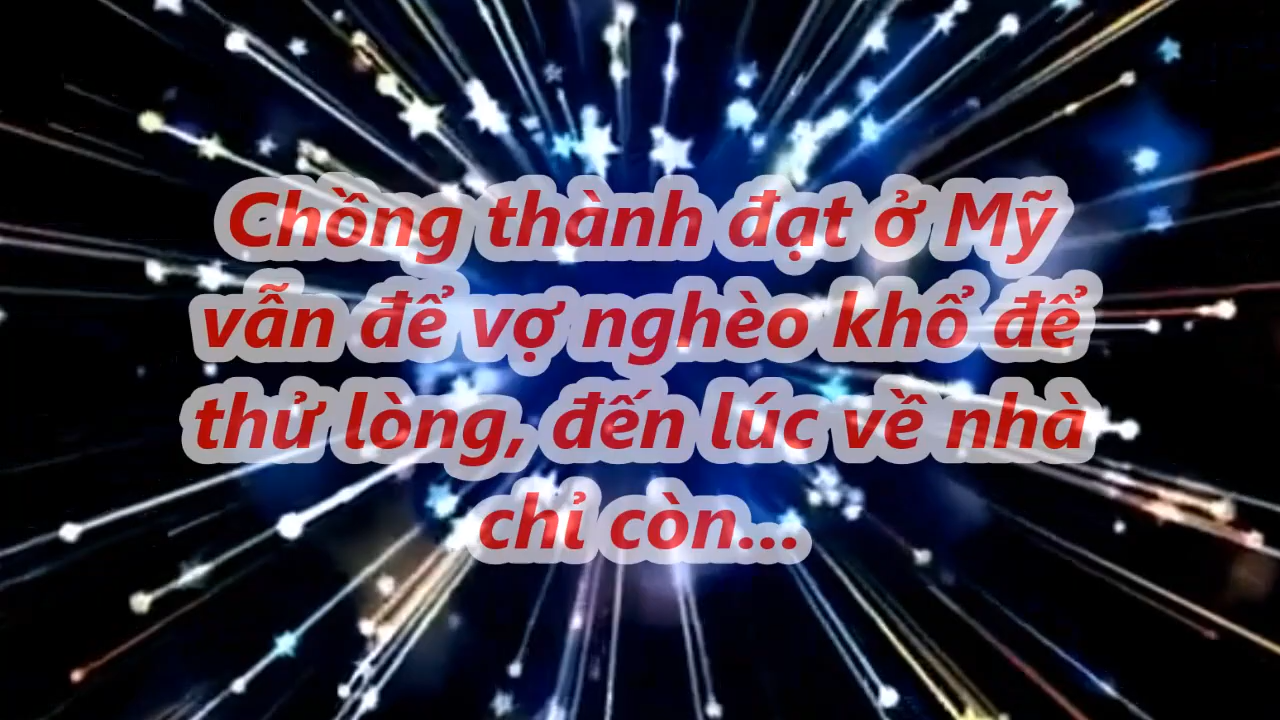 Chồng thành đạt ở Mỹ
vẫn để vợ nghèo khổ để
thử lòng, đến lúc về nhà
chỉ còn...